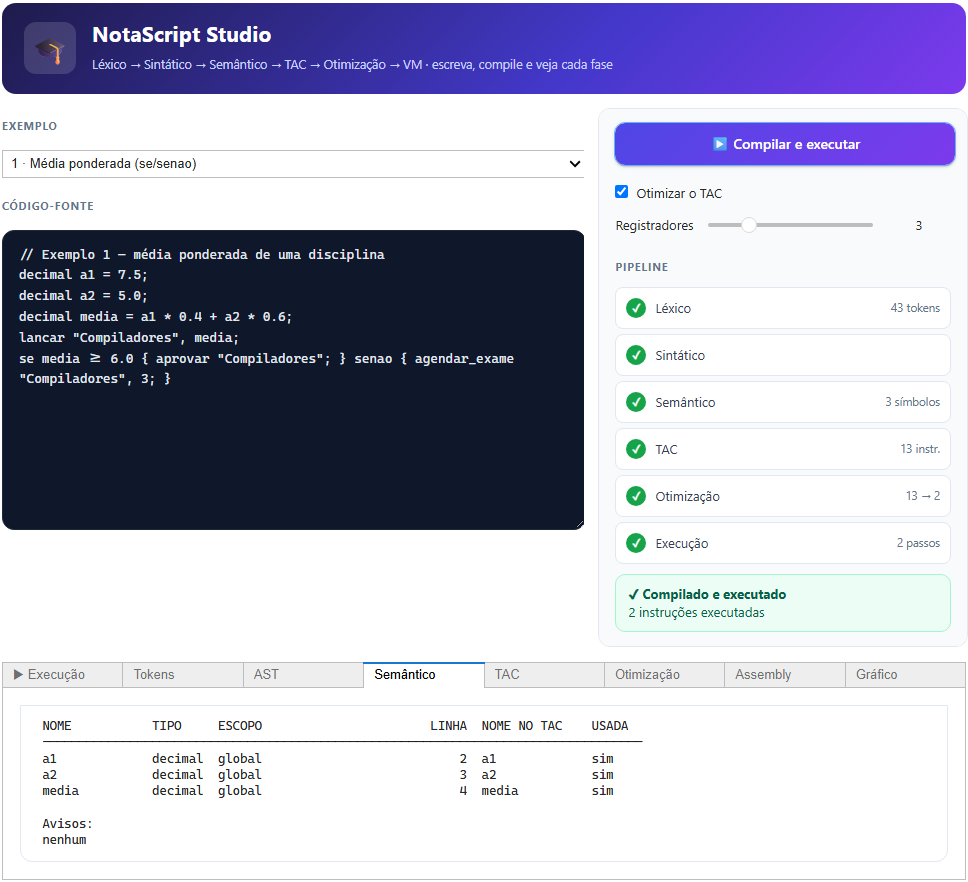 NotaScript Studio
Léxico → Sintático → Semântico → TAC → Otimização → VM · escreva, compile e veja cada fase
EXEMPLO
1 · Média ponderada (se/senao)
CÓDIGO-FONTE
// Exemplo 1 — média ponderada de uma disciplina
decimal a1 = 7.5;
decimal a2 = 5.0;
decimal media = a1 * 0.4 + a2 * 0.6;
lancar "Compiladores", media;
se media >= 6.0 { aprovar "Compiladores"; } senao { agendar_exame
"Compiladores", 3; }
Compilar e executar
Otimizar o TAC
Registradores 3
PIPELINE
Léxico 43 tokens
Sintático
Semântico 3 símbolos
TAC 13 instr.
Otimização 13 → 2
Execução 2 passos
✓ Compilado e executado
2 instruções executadas
▶ Execução Tokens AST Semântico TAC Otimização Assembly Gráfico
NOME TIPO ESCOPO LINHA NOME NO TAC USADA
a1 decimal global 2 a1 sim
a2 decimal global 3 a2 sim
media decimal global 4 media sim
Avisos:
nenhum